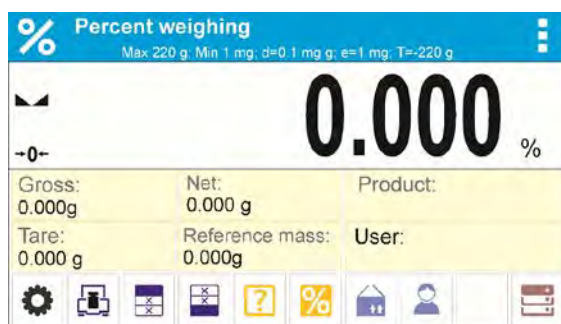 % Percent weighing
Max 220 g; Min 1 mg; d=0.1 mg g; e=1 mg; T=-220 g
0.000 %
→0←
Gross: Net: Product:
0.000g 0.000 g
Tare: Reference mass: User:
0.000 g 0.000g
x x ? %
x x